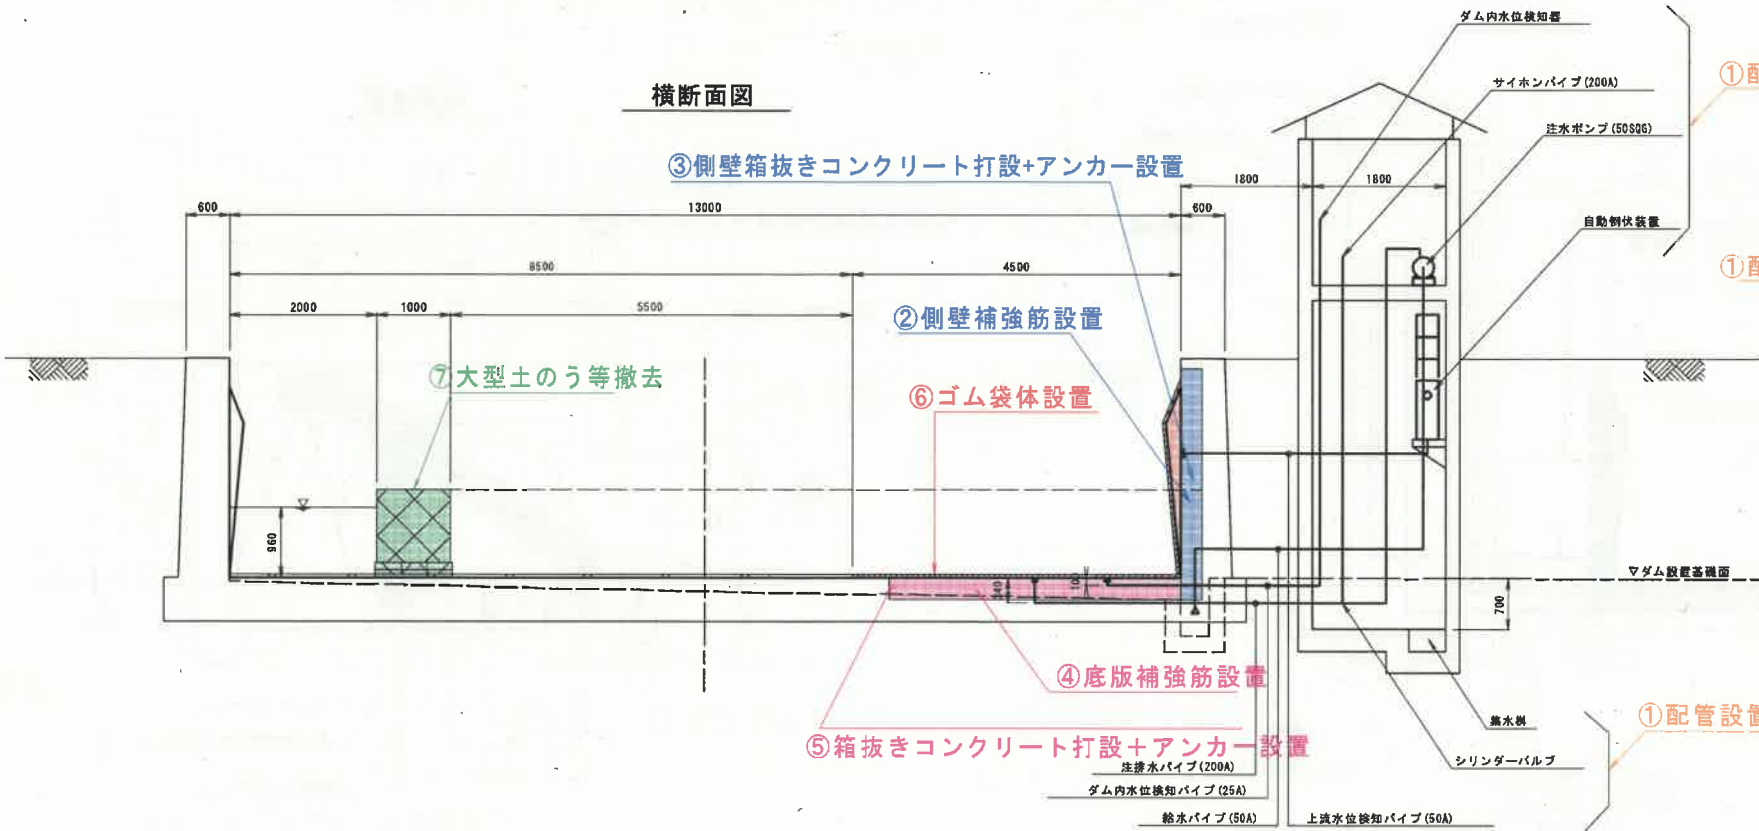 横断面図
ダム内水位検知器
サイホンパイプ(200A)
注水ポンプ(50SQG)
自動倒伏装置
①配
①配
③側壁箱抜きコンクリート打設+アンカー設置
1800
1800
600
13000
600
8500
4500
2000
1000
5500
②側壁補強筋設置
⑦大型土のう等撤去
⑥ゴム袋体設置
960
340
100
▽ダム設置基礎面
700
④底版補強筋設置
⑤箱抜きコンクリート打設+アンカー設置
①配管設置
集水桝
シリンダーバルブ
注排水パイプ(200A)
ダム内水位検知パイプ(25A)
給水パイプ(50A)
上流水位検知パイプ(50A)